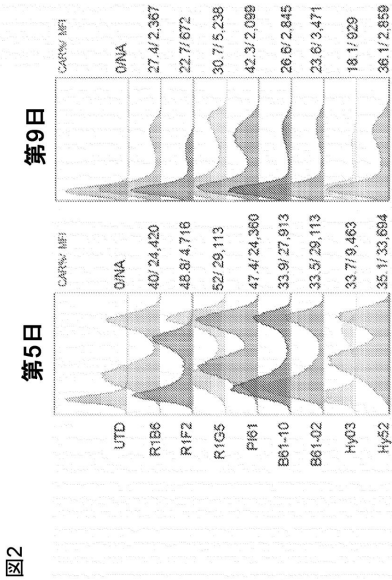 図2
第5日
第9日
CAR%/ MFI
CAR%/ MFI
UTD 0/NA 0/NA
R1B6 40/ 24,420 27.4/ 2,367
R1F2 48.8/ 4,716 22.7/ 672
R1G5 52/ 29,113 30.7/ 5,238
PI61 47.4/ 24,360 42.3/ 2,099
B61-10 33.9/ 27,913 26.6/ 2,845
B61-02 33.5/ 29,113 23.6/ 3,471
Hy03 33.7/ 9,463 18.1/ 929
Hy52 35.1/ 33,694 36.1/ 2,859